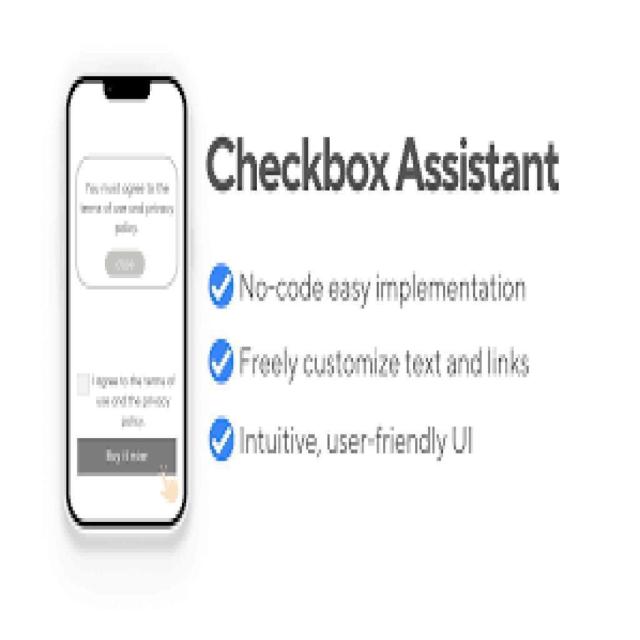 Checkbox Assistant
You must agree to the
terms of use and privacy
policy.
close
No-code easy implementation
Freely customize text and links
Intuitive, user-friendly UI
I agree to the terms of
use and the privacy
policy.
Buy it now